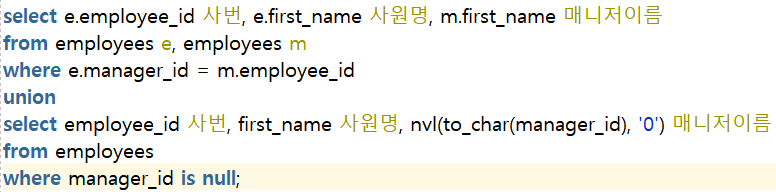 select e.employee_id 사번, e.first_name 사원명, m.first_name 매니저이름
from employees e, employees m
where e.manager_id = m.employee_id
union
select employee_id 사번, first_name 사원명, nvl(to_char(manager_id), '0') 매니저이름
from employees
where manager_id is null;